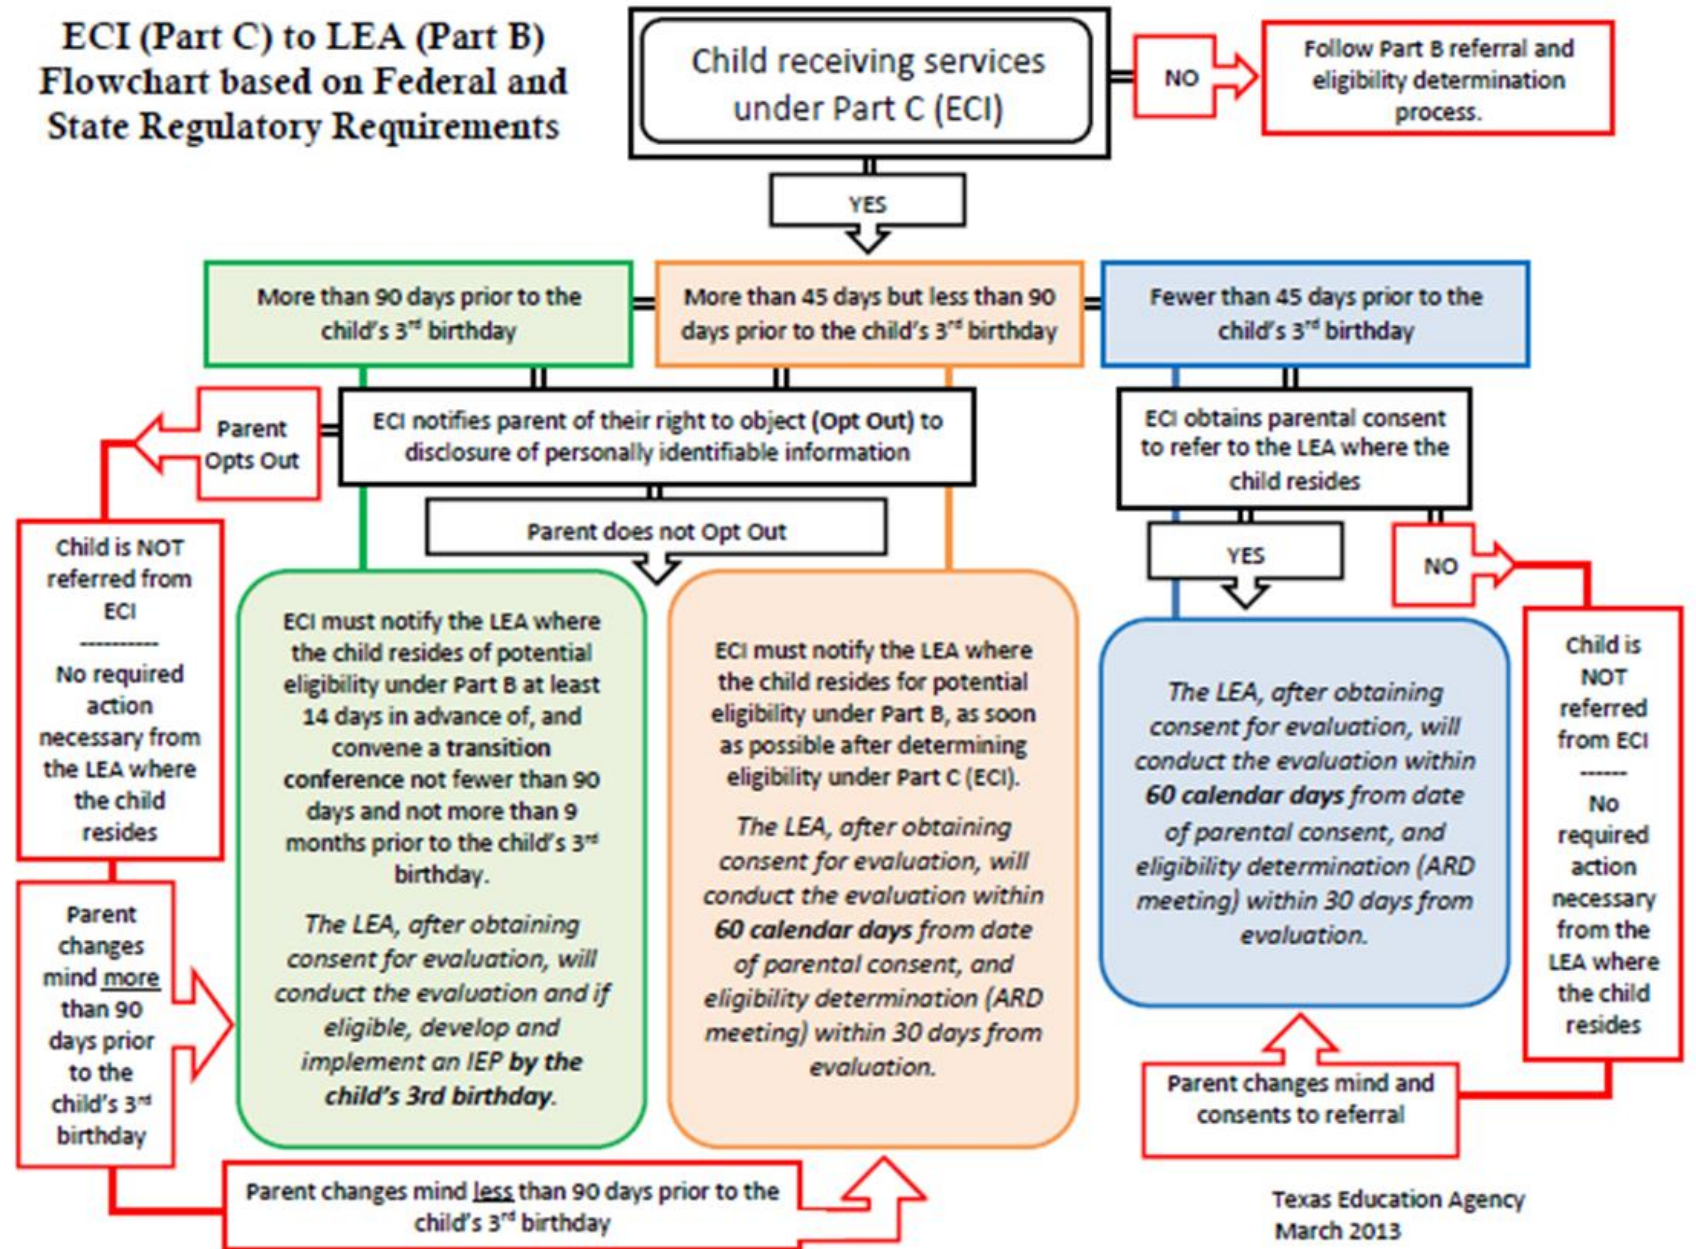 ECI (Part C) to LEA (Part B)
Flowchart based on Federal and
State Regulatory Requirements
Child receiving services
under Part C (ECI)
NO
Follow Part B referral and
eligibility determination
process.
YES
More than 90 days prior to the
child's 3rd birthday
More than 45 days but less than 90
days prior to the child's 3rd birthday
Fewer than 45 days prior to the
child's 3rd birthday
Parent
Opts Out
ECI notifies parent of their right to object (Opt Out) to
disclosure of personally identifiable information
ECI obtains parental consent
to refer to the LEA where the
child resides
Parent does not Opt Out
YES
NO
Child is NOT
referred from
ECI
----------
No required
action
necessary from
the LEA where
the child
resides
ECI must notify the LEA where
the child resides of potential
eligibility under Part B at least
14 days in advance of, and
convene a transition
conference not fewer than 90
days and not more than 9
months prior to the child's 3rd
birthday.
The LEA, after obtaining
consent for evaluation, will
conduct the evaluation and if
eligible, develop and
implement an IEP by the
child's 3rd birthday.
ECI must notify the LEA where
the child resides for potential
eligibility under Part B, as soon
as possible after determining
eligibility under Part C (ECI).
The LEA, after obtaining
consent for evaluation, will
conduct the evaluation within
60 calendar days from date
of parental consent, and
eligibility determination (ARD
meeting) within 30 days from
evaluation.
The LEA, after obtaining
consent for evaluation, will
conduct the evaluation within
60 calendar days from date
of parental consent, and
eligibility determination (ARD
meeting) within 30 days from
evaluation.
Child is
NOT
referred
from ECI
------
No
required
action
necessary
from the
LEA where
the child
resides
Parent
changes
mind more
than 90
days prior
to the
child's 3rd
birthday
Parent changes mind and
consents to referral
Parent changes mind less than 90 days prior to the
child's 3rd birthday
Texas Education Agency
March 2013